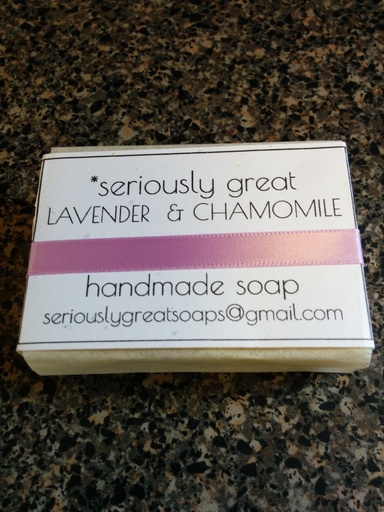 *seriously great
LAVENDER & CHAMOMILE
handmade soap
seriouslygreatsoaps@gmail.com